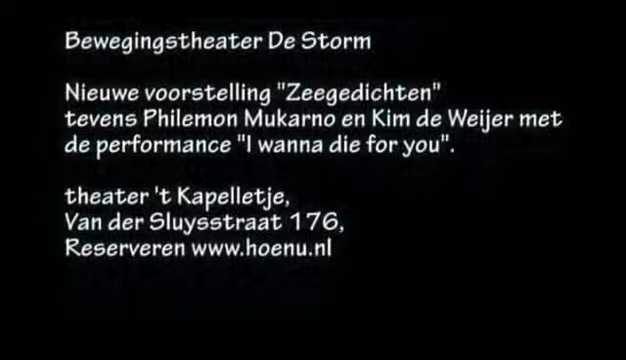 Bewegingstheater De Storm
Nieuwe voorstelling "Zeegedichten"
tevens Philemon Mukarno en Kim de Weijer met
de performance "I wanna die for you".
theater 't Kapelletje,
Van der Sluysstraat 176,
Reserveren www.hoenu.nl